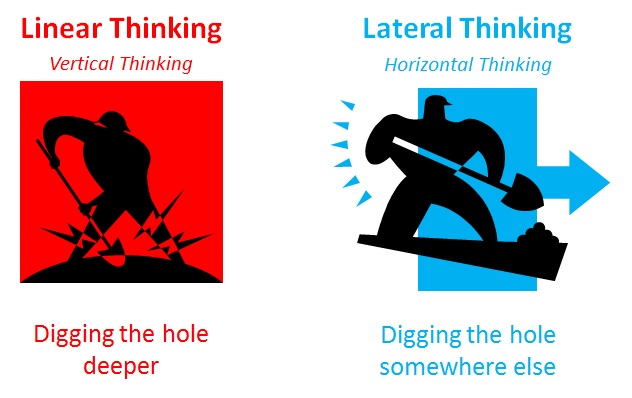 Linear Thinking
Vertical Thinking
Digging the hole
deeper
Lateral Thinking
Horizontal Thinking
Digging the hole
somewhere else